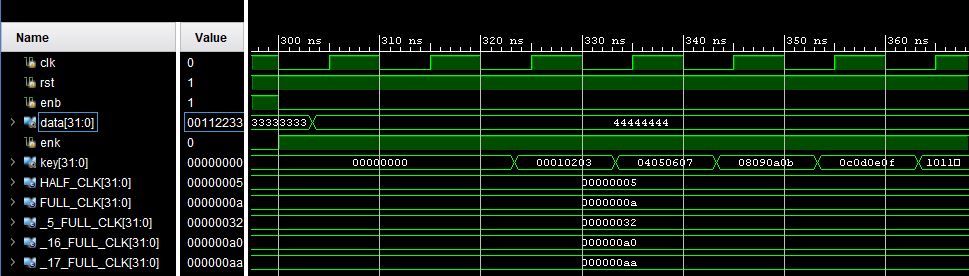 Name Value 300 ns 310 ns 320 ns 330 ns 340 ns 350 ns 360 ns
clk 0
rst 1
enb 1
data[31:0] 00112233 33333333 44444444
enk 0
key[31:0] 00000000 00000000 00010203 04050607 08090a0b 0c0d0e0f 1011
HALF_CLK[31:0] 00000005 00000005
FULL_CLK[31:0] 0000000a 0000000a
_5_FULL_CLK[31:0] 00000032 00000032
_16_FULL_CLK[31:0] 000000a0 000000a0
_17_FULL_CLK[31:0] 000000aa 000000aa